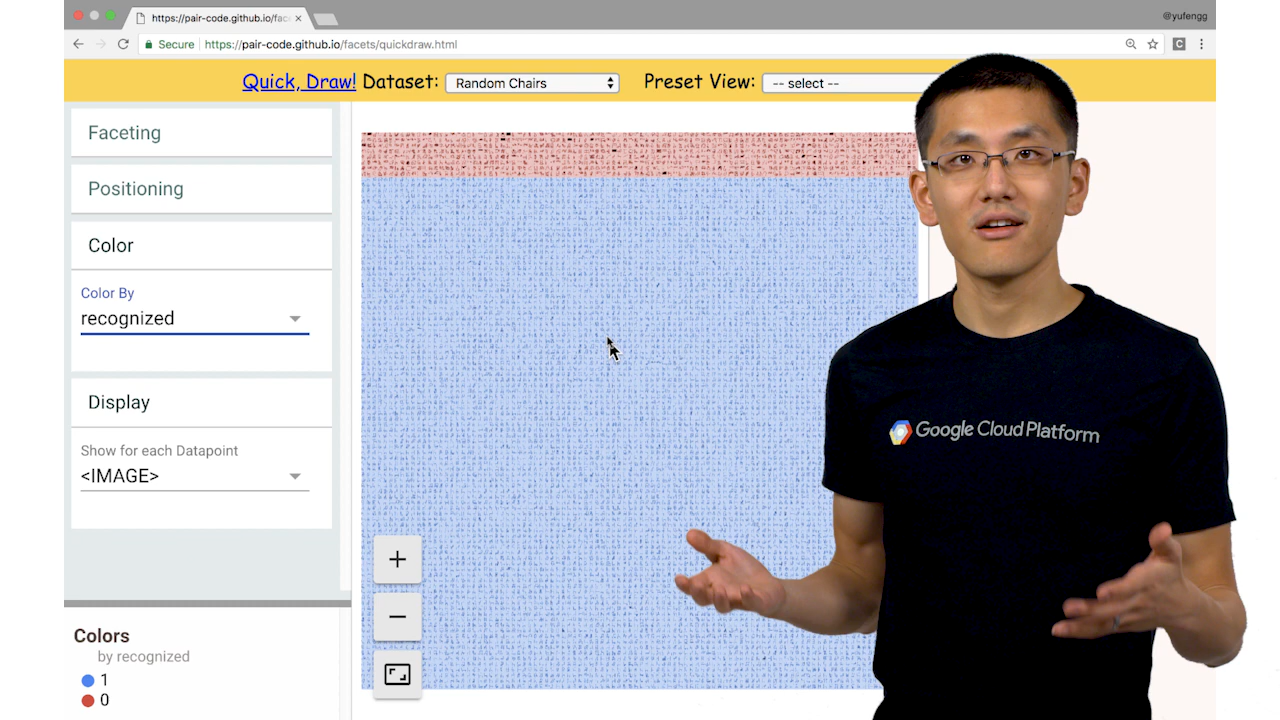 https://pair-code.github.io/face
@yufengg
Secure https://pair-code.github.io/facets/quickdraw.html
C
Quick, Draw! Dataset: Random Chairs Preset View: -- select --
Faceting
Positioning
Color
Color By
recognized
Display
Show for each Datapoint
<IMAGE>
Colors
by recognized
1
0
Google Cloud Platform